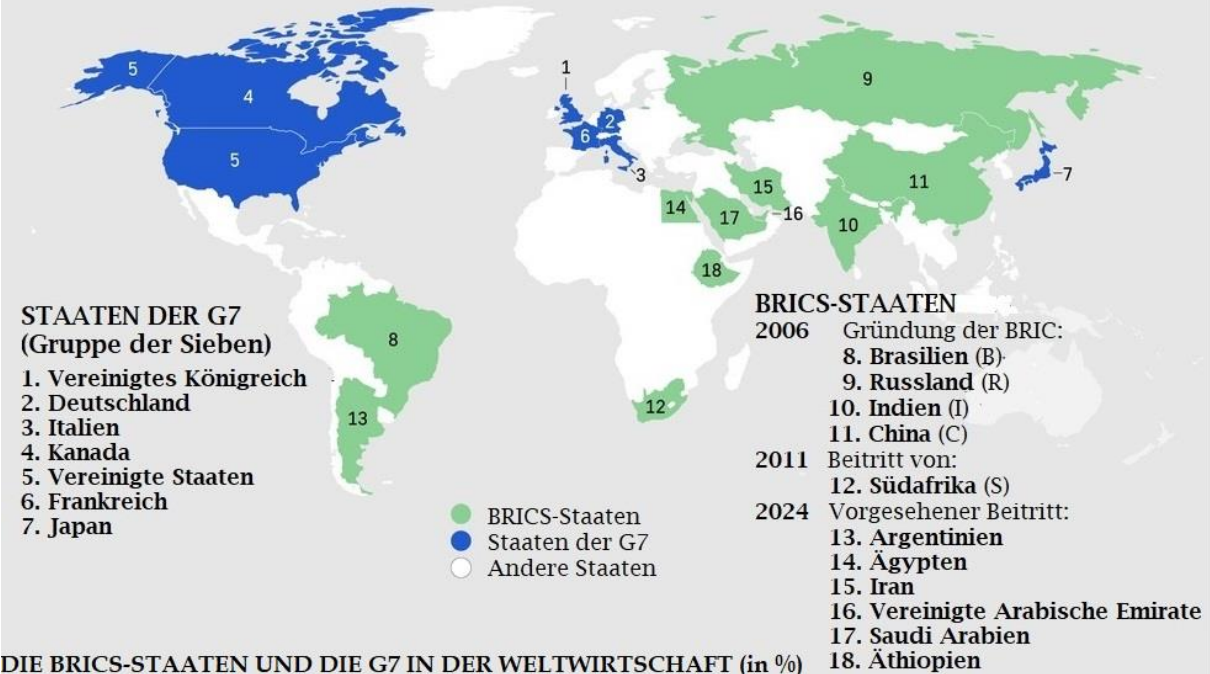 5
4
5
1
2
6
3
9
7
11
15
14
17
16
10
18
8
12
13
STAATEN DER G7
(Gruppe der Sieben)
1. Vereinigtes Königreich
2. Deutschland
3. Italien
4. Kanada
5. Vereinigte Staaten
6. Frankreich
7. Japan
BRICS-Staaten
Staaten der G7
Andere Staaten
BRICS-STAATEN
2006 Gründung der BRIC:
8. Brasilien (B)
9. Russland (R)
10. Indien (I)
11. China (C)
2011 Beitritt von:
12. Südafrika (S)
2024 Vorgesehener Beitritt:
13. Argentinien
14. Ägypten
15. Iran
16. Vereinigte Arabische Emirate
17. Saudi Arabien
18. Äthiopien
DIE BRICS-STAATEN UND DIE G7 IN DER WELTWIRTSCHAFT (in %)